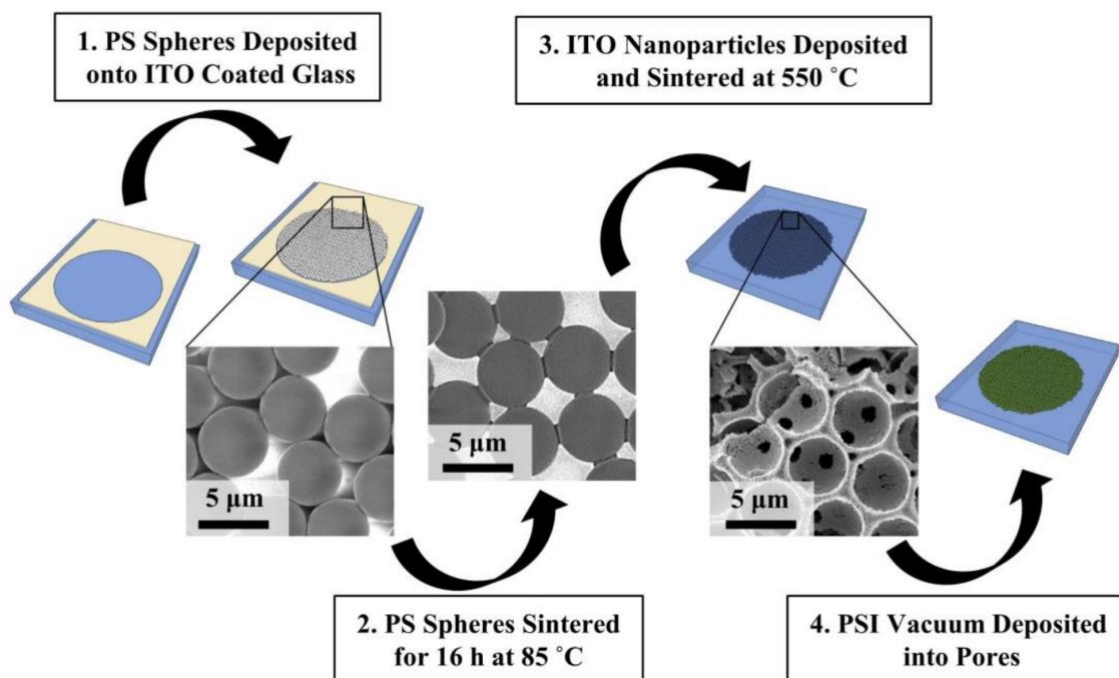 1. PS Spheres Deposited
onto ITO Coated Glass
3. ITO Nanoparticles Deposited
and Sintered at 550 ˚C
5 μm
5 μm
5 μm
2. PS Spheres Sintered
for 16 h at 85 ˚C
4. PSI Vacuum Deposited
into Pores